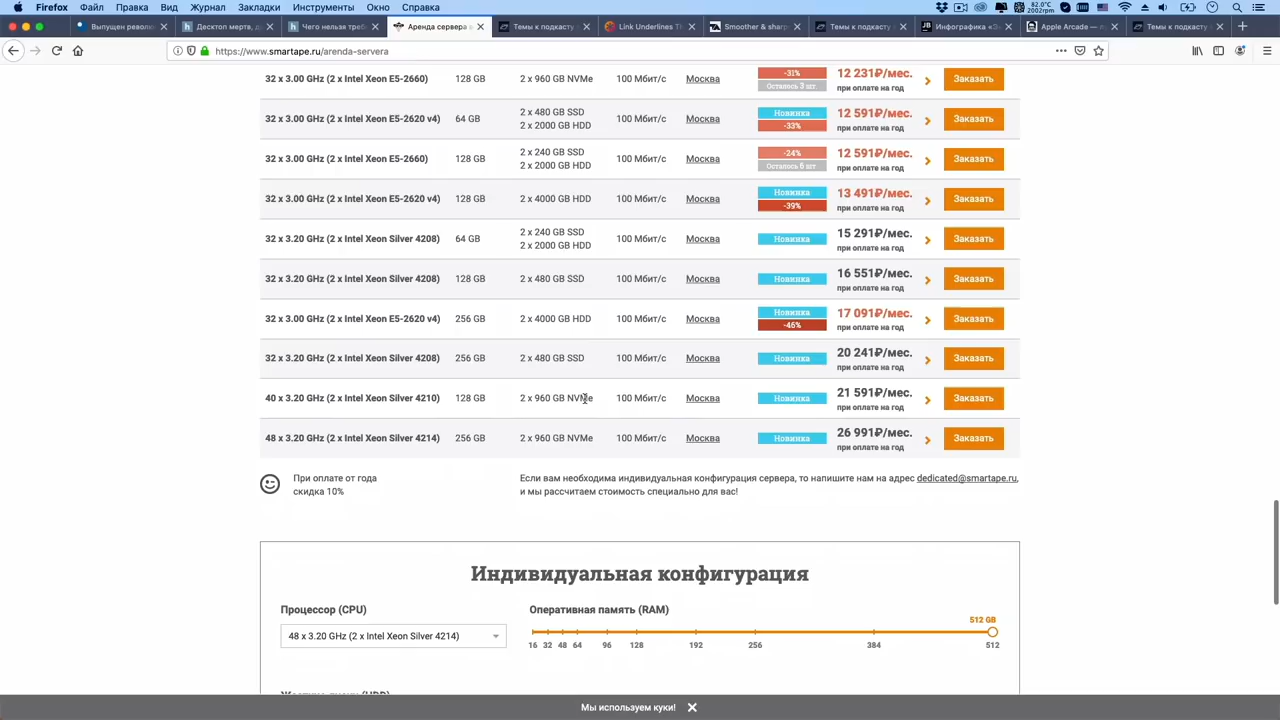 Firefox Файл Правка Вид Журнал Закладки Инструменты Окно Справка
82.0°C
2002rpm
Выпущен револю
Десктоп мертв, д
Чего нельзя треб
Аренда сервера в
Темы к подкасту
Link Underlines Th
Smoother & sharp
Темы к подкасту
Инфографика «Э
Apple Arcade — л
Темы к подкасту
https://www.smartape.ru/arenda-servera
32 x 3.00 GHz (2 x Intel Xeon E5-2660) 128 GB 2 x 960 GB NVMe 100 Мбит/с Москва -31% 12 231₽/мес. Заказать
Осталось 3 шт. при оплате на год
32 x 3.00 GHz (2 x Intel Xeon E5-2620 v4) 64 GB 2 x 480 GB SSD 100 Мбит/с Москва Новинка 12 591₽/мес. Заказать
2 x 2000 GB HDD -33% при оплате на год
32 x 3.00 GHz (2 x Intel Xeon E5-2660) 128 GB 2 x 240 GB SSD 100 Мбит/с Москва -24% 12 591₽/мес. Заказать
2 x 2000 GB HDD Осталось 6 шт. при оплате на год
32 x 3.00 GHz (2 x Intel Xeon E5-2620 v4) 128 GB 2 x 4000 GB HDD 100 Мбит/с Москва Новинка 13 491₽/мес. Заказать
-39% при оплате на год
32 x 3.20 GHz (2 x Intel Xeon Silver 4208) 64 GB 2 x 240 GB SSD 100 Мбит/с Москва Новинка 15 291₽/мес. Заказать
2 x 2000 GB HDD при оплате на год
32 x 3.20 GHz (2 x Intel Xeon Silver 4208) 128 GB 2 x 480 GB SSD 100 Мбит/с Москва Новинка 16 551₽/мес. Заказать
при оплате на год
32 x 3.00 GHz (2 x Intel Xeon E5-2620 v4) 256 GB 2 x 4000 GB HDD 100 Мбит/с Москва Новинка 17 091₽/мес. Заказать
-46% при оплате на год
32 x 3.20 GHz (2 x Intel Xeon Silver 4208) 256 GB 2 x 480 GB SSD 100 Мбит/с Москва Новинка 20 241₽/мес. Заказать
при оплате на год
40 x 3.20 GHz (2 x Intel Xeon Silver 4210) 128 GB 2 x 960 GB NVMe 100 Мбит/с Москва Новинка 21 591₽/мес. Заказать
при оплате на год
48 x 3.20 GHz (2 x Intel Xeon Silver 4214) 256 GB 2 x 960 GB NVMe 100 Мбит/с Москва Новинка 26 991₽/мес. Заказать
при оплате на год
При оплате от года
скидка 10%
Если вам необходима индивидуальная конфигурация сервера, то напишите нам на адрес dedicated@smartape.ru,
и мы рассчитаем стоимость специально для вас!
Индивидуальная конфигурация
Процессор (CPU)
48 x 3.20 GHz (2 x Intel Xeon Silver 4214)
Оперативная память (RAM)
512 GB
16 32 48 64 96 128 192 256 384 512
Мы используем куки!